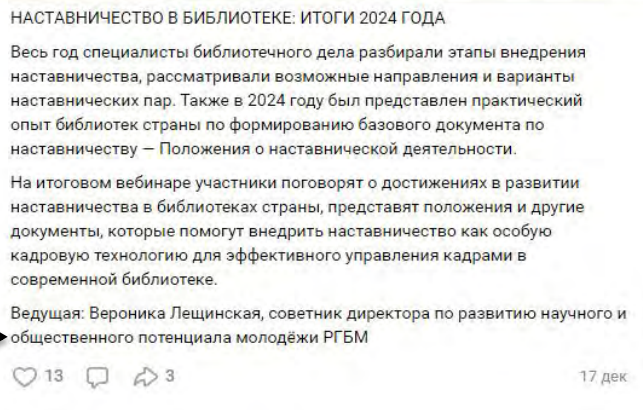 НАСТАВНИЧЕСТВО В БИБЛИОТЕКЕ: ИТОГИ 2024 ГОДА
Весь год специалисты библиотечного дела разбирали этапы внедрения
наставничества, рассматривали возможные направления и варианты
наставнических пар. Также в 2024 году был представлен практический
опыт библиотек страны по формированию базового документа по
наставничеству — Положения о наставнической деятельности.
На итоговом вебинаре участники поговорят о достижениях в развитии
наставничества в библиотеках страны, представят положения и другие
документы, которые помогут внедрить наставничество как особую
кадровую технологию для эффективного управления кадрами в
современной библиотеке.
Ведущая: Вероника Лещинская, советник директора по развитию научного и
общественного потенциала молодёжи РГБМ
13 3 17 дек